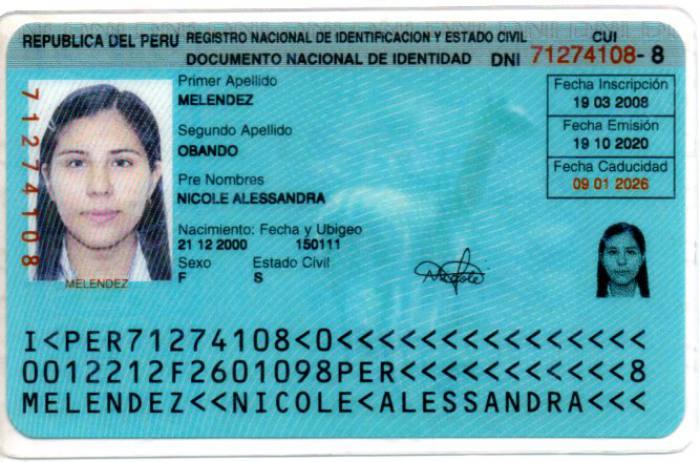 REPUBLICA DEL PERU REGISTRO NACIONAL DE IDENTIFICACION Y ESTADO CIVIL CUI
DOCUMENTO NACIONAL DE IDENTIDAD DNI 71274108 - 8
Primer Apellido
MELENDEZ
Segundo Apellido
OBANDO
Pre Nombres
NICOLE ALESSANDRA
Nacimiento: Fecha y Ubigeo
21 12 2000 150111
Sexo Estado Civil
F S
Fecha Inscripción
19 03 2008
Fecha Emisión
19 10 2020
Fecha Caducidad
09 01 2026
71274108
MELENDEZ
I<PER71274108<0<<<<<<<<<<<<<<<
0012212F2601098PER<<<<<<<<<<<8
MELENDEZ<<NICOLE<ALESSANDRA<<<